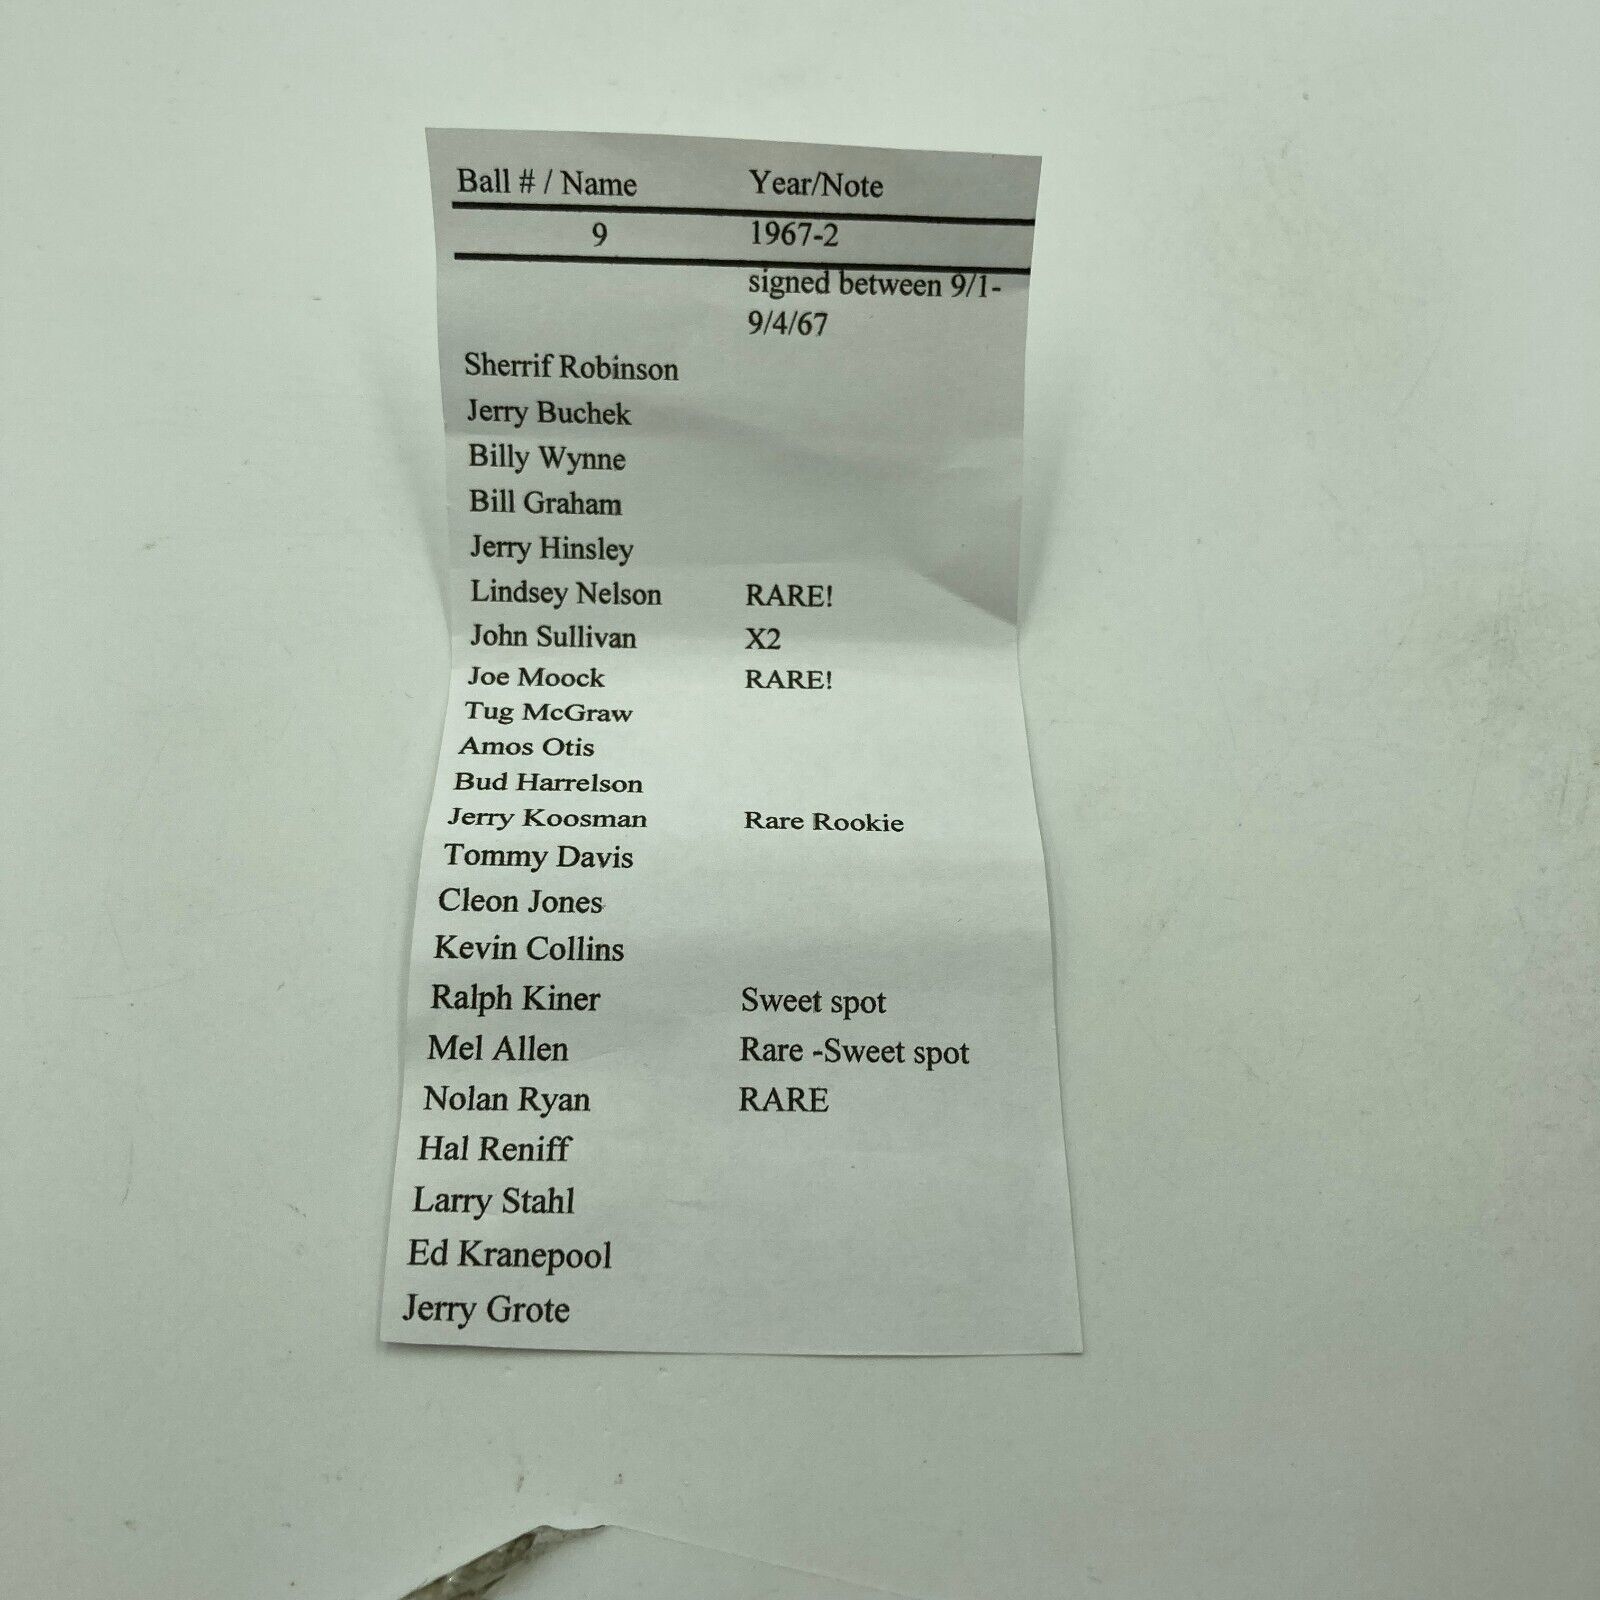 Ball # / Name Year/Note
9 1967-2
signed between 9/1-
9/4/67
Sherrif Robinson
Jerry Buchek
Billy Wynne
Bill Graham
Jerry Hinsley
Lindsey Nelson RARE!
John Sullivan X2
Joe Moock RARE!
Tug McGraw
Amos Otis
Bud Harrelson
Jerry Koosman Rare Rookie
Tommy Davis
Cleon Jones
Kevin Collins
Ralph Kiner Sweet spot
Mel Allen Rare -Sweet spot
Nolan Ryan RARE
Hal Reniff
Larry Stahl
Ed Kranepool
Jerry Grote